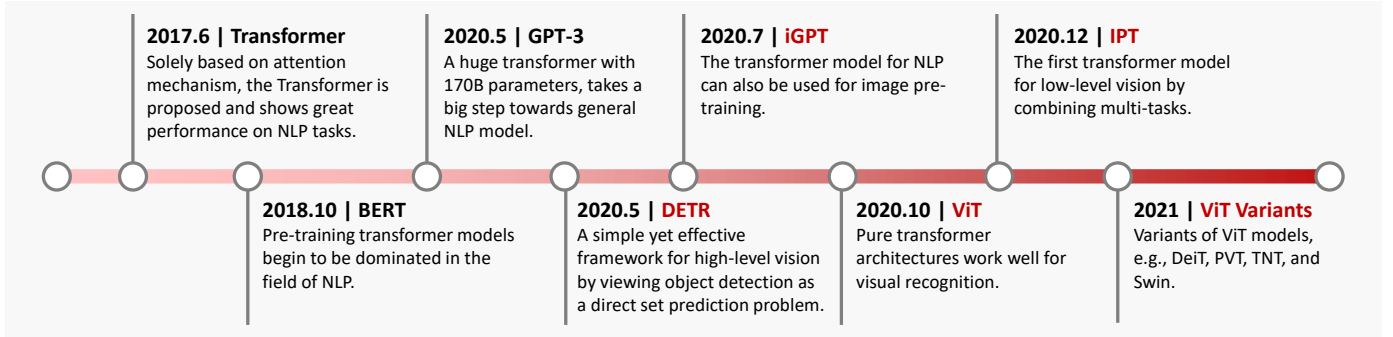 2017.6 | Transformer
Solely based on attention
mechanism, the Transformer is
proposed and shows great
performance on NLP tasks.
2020.5 | GPT-3
A huge transformer with
170B parameters, takes a
big step towards general
NLP model.
2020.7 | iGPT
The transformer model for NLP
can also be used for image pre-
training.
2020.12 | IPT
The first transformer model
for low-level vision by
combining multi-tasks.
2018.10 | BERT
Pre-training transformer models
begin to be dominated in the
field of NLP.
2020.5 | DETR
A simple yet effective
framework for high-level vision
by viewing object detection as
a direct set prediction problem.
2020.10 | ViT
Pure transformer
architectures work well for
visual recognition.
2021 | ViT Variants
Variants of ViT models,
e.g., DeiT, PVT, TNT, and
Swin.